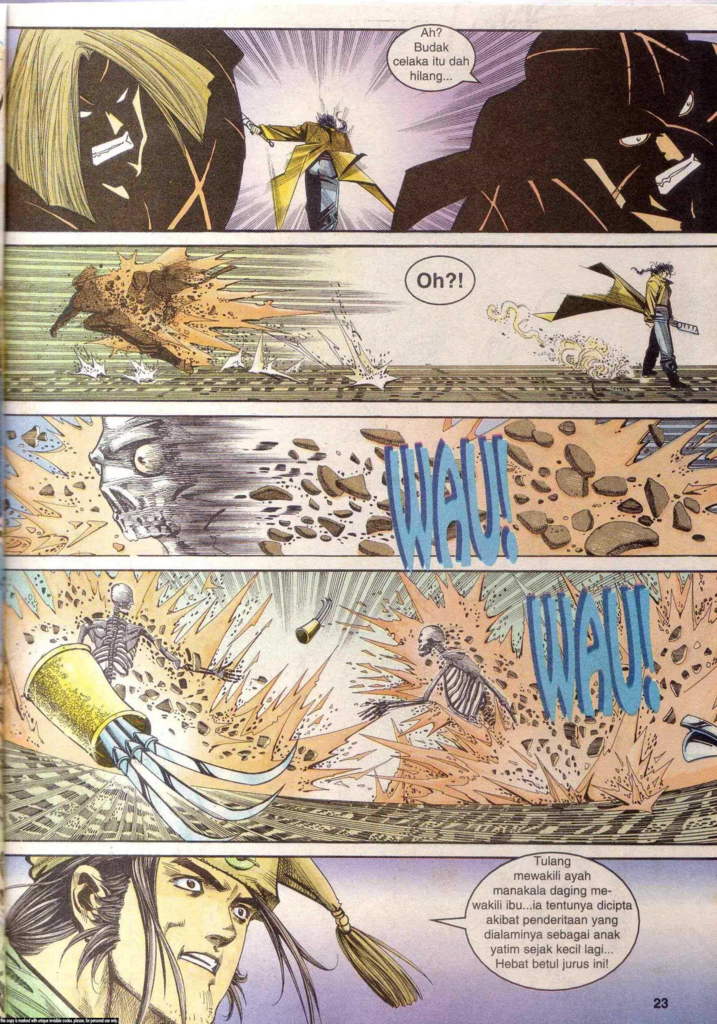 Ah?
Budak
celaka itu dah
hilang...
Oh?!
WAU!
WAU!
Tulang
mewakili ayah
manakala daging me-
wakili ibu...ia tentunya dicipta
akibat penderitaan yang
dialaminya sebagai anak
yatim sejak kecil lagi...
Hebat betul jurus ini!
23